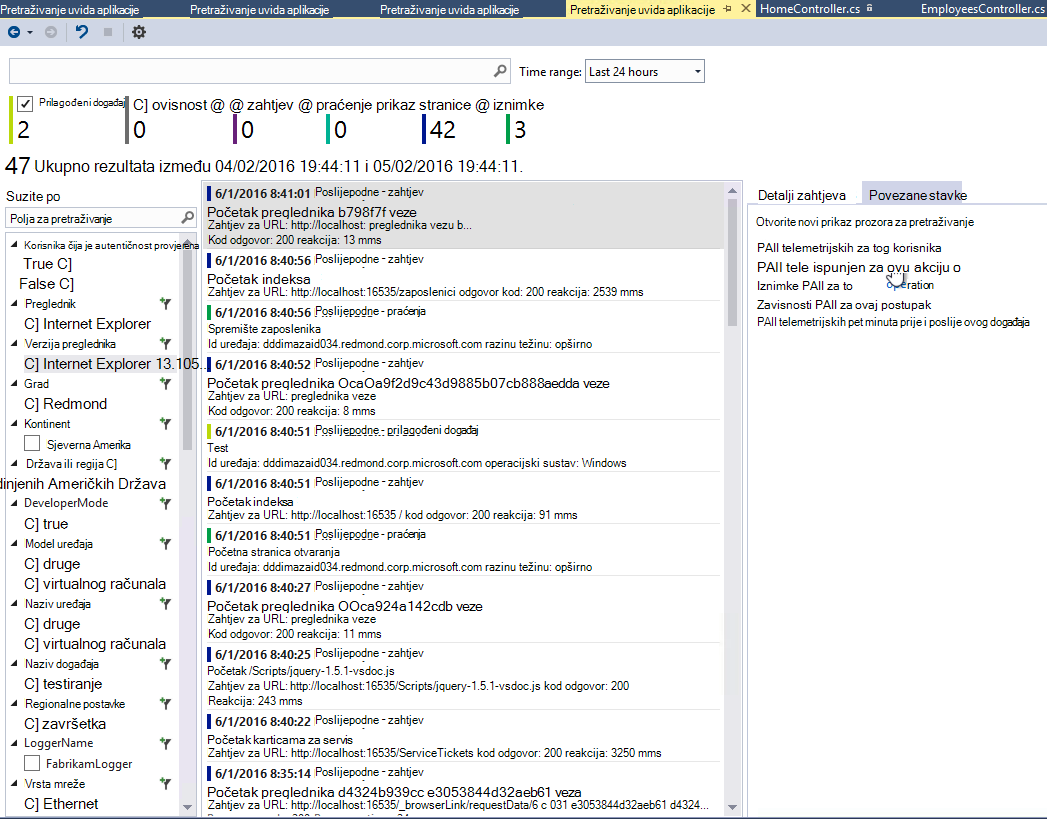 Pretraživanje uvida aplikacije Pretraživanje uvida aplikacije Pretraživanje uvida aplikacije Pretraživanje uvida aplikacije HomeController.cs EmployeesController.cs
Time range: Last 24 hours
Prilagođeni događaj C] ovisnost @ @ zahtjev @ praćenje prikaz stranice @ iznimke
2 0 0 0 42 3
47 Ukupno rezultata između 04/02/2016 19:44:11 i 05/02/2016 19:44:11.
Suzite po
Polja za pretraživanje
Korisnika čija je autentičnost provjerena
True C]
False C]
Preglednik
C] Internet Explorer
Verzija preglednika
C] Internet Explorer 13.105..
Grad
C] Redmond
Kontinent
Sjeverna Amerika
Država ili regija C]
dinjenih Američkih Država
DeveloperMode
C] true
Model uređaja
C] druge
C] virtualnog računala
Naziv uređaja
C] druge
C] virtualnog računala
Naziv događaja
C] testiranje
Regionalne postavke
C] završetka
LoggerName
FabrikamLogger
Vrsta mreže
C] Ethernet
6/1/2016 8:41:01 Poslijepodne - zahtjev
Početak preglednika b798f7f veze
Zahtjev za URL: http://localhost: preglednika vezu b...
Kod odgovor: 200 reakcija: 13 mms
6/1/2016 8:40:56 Poslijepodne - zahtjev
Početak indeksa
Zahtjev za URL: http://localhost:16535/zaposlenici odgovor kod: 200 reakcija: 2539 mms
6/1/2016 8:40:56 Poslijepodne - praćenja
Spremište zaposlenika
Id uređaja: dddimazaid034.redmond.corp.microsoft.com razinu težinu: opširno
6/1/2016 8:40:52 Poslijepodne - zahtjev
Početak preglednika OcaOa9f2d9c43d9885b07cb888aedda veze
Zahtjev za URL: preglednika veze
Kod odgovor: 200 reakcija: 8 mms
6/1/2016 8:40:51 Poslijepodne - prilagođeni događaj
Test
Id uređaja: dddimazaid034.redmond.corp.microsoft.com operacijski sustav: Windows
6/1/2016 8:40:51 Poslijepodne - zahtjev
Početak indeksa
Zahtjev za URL: http://localhost:16535 / kod odgovor: 200 reakcija: 91 mms
6/1/2016 8:40:51 Poslijepodne - praćenja
Početna stranica otvaranja
Id uređaja: dddimazaid034.redmond.corp.microsoft.com razinu težinu: opširno
6/1/2016 8:40:27 Poslijepodne - zahtjev
Početak preglednika OOca924a142cdb veze
Zahtjev za URL: preglednika veze
Kod odgovor: 200 reakcija: 11 mms
6/1/2016 8:40:25 Poslijepodne - zahtjev
Početak /Scripts/jquery-1.5.1-vsdoc.js
Zahtjev za URL: http://localhost:16535/Scripts/jquery-1.5.1-vsdoc.js kod odgovor: 200
Reakcija: 243 mms
6/1/2016 8:40:22 Poslijepodne - zahtjev
Početak karticama za servis
Zahtjev za URL: http://localhost:16535/ServiceTickets kod odgovor: 200 reakcija: 3250 mms
6/1/2016 8:35:14 Poslijepodne - zahtjev
Početak preglednika d4324b939cc e3053844d32aeb61 veza
Zahtjev za URL: http://localhost:16535/_browserLink/requestData/6 c 031 e3053844d32aeb61 d4324...
Detalji zahtjeva Povezane stavke
Otvorite novi prikaz prozora za pretraživanje
PAII telemetrijskih za tog korisnika
PAII tele ispunjen za ovu akciju o
Iznimke PAII za to operation
Zavisnosti PAII za ovaj postupak
PAII telemetrijskih pet minuta prije i poslije ovog događaja